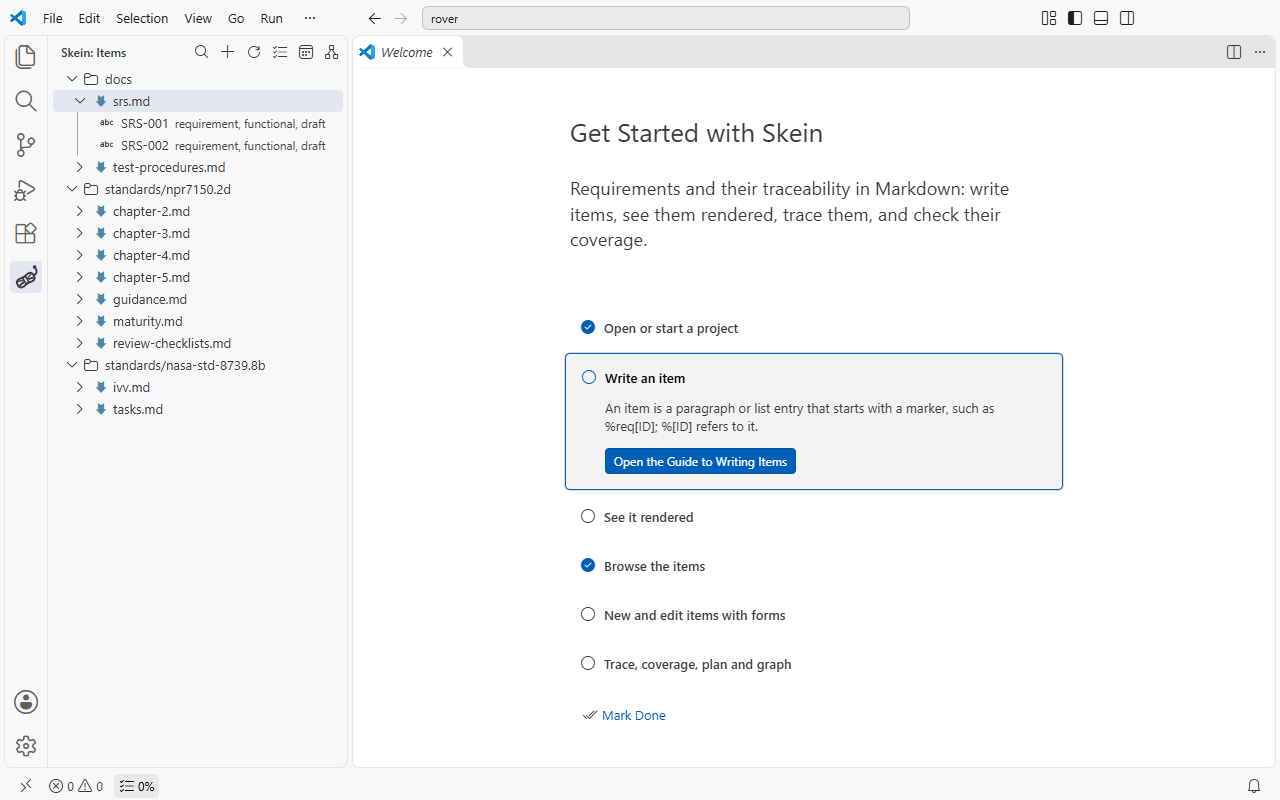 File Edit Selection View Go Run ···
rover
Skein: Items
docs
srs.md
abc SRS-001 requirement, functional, draft
abc SRS-002 requirement, functional, draft
test-procedures.md
standards/npr7150.2d
chapter-2.md
chapter-3.md
chapter-4.md
chapter-5.md
guidance.md
maturity.md
review-checklists.md
standards/nasa-std-8739.8b
ivv.md
tasks.md
Welcome
Get Started with Skein
Requirements and their traceability in Markdown: write
items, see them rendered, trace them, and check their
coverage.
Open or start a project
Write an item
An item is a paragraph or list entry that starts with a marker, such as
%req[ID]; %[ID] refers to it.
Open the Guide to Writing Items
See it rendered
Browse the items
New and edit items with forms
Trace, coverage, plan and graph
Mark Done
0 0 0%